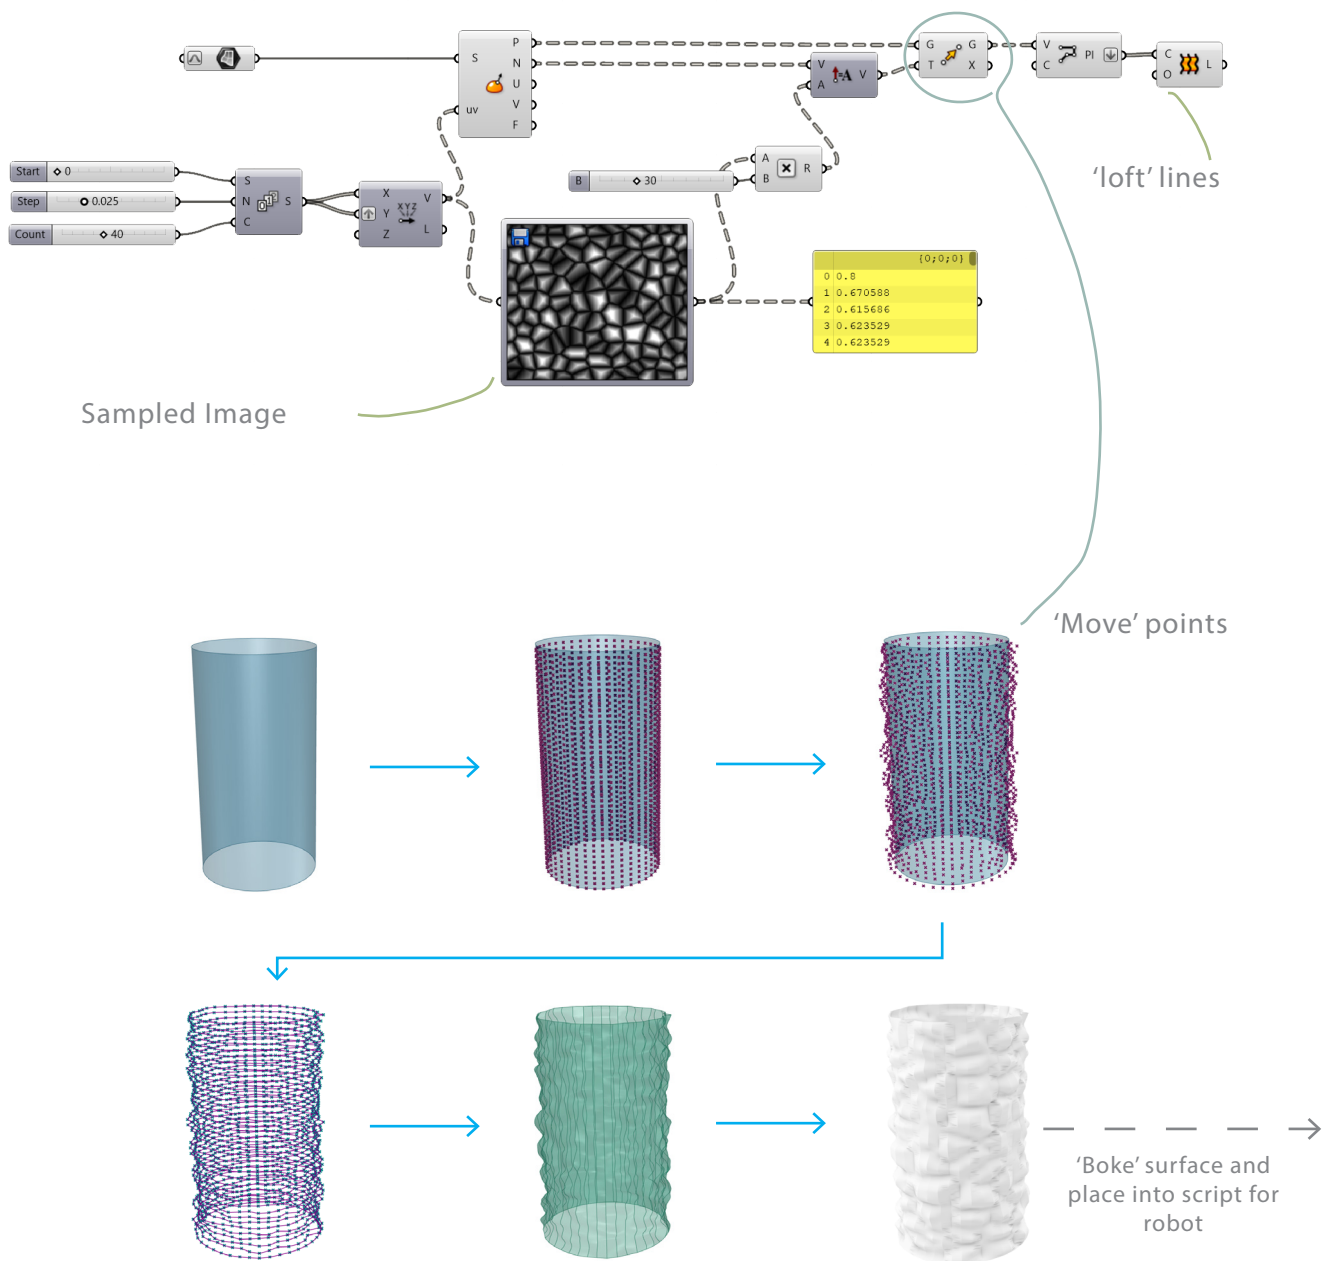 P
N
U
V
F
S
uv
V
A
V
G
T
G
X
V
C
Pl
C
O
L
'loft' lines
Start 0
Step 0.025
Count 40
S
N
C
S
X
Y
Z
XYZ
V
L
B 30
A
B
R
=A
{0;0;0}
0 0.8
1 0.670588
2 0.615686
3 0.623529
4 0.623529
Sampled Image
'Move' points
'Boke' surface and
place into script for
robot